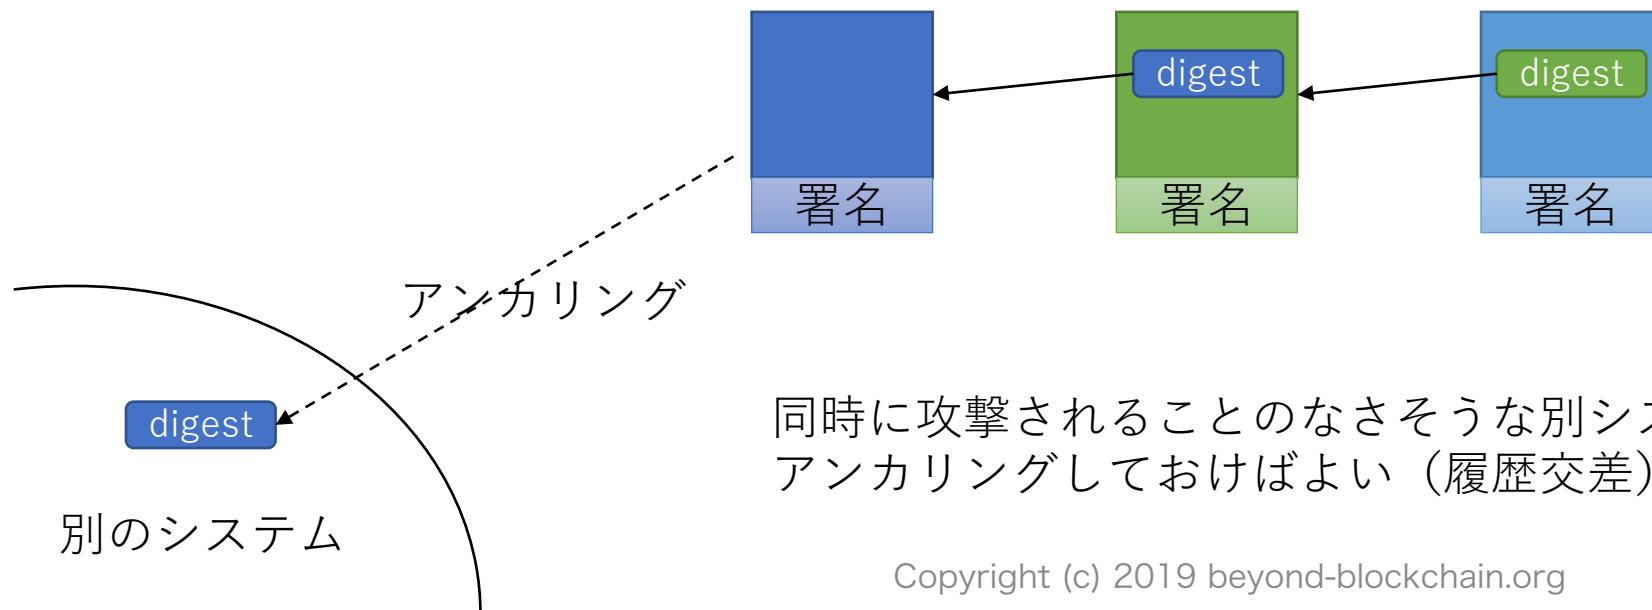 digest
digest
署名
署名
署名
アンカリング
digest
別のシステム
同時に攻撃されることのなさそうな別シス
アンカリングしておけばよい（履歴交差）
Copyright (c) 2019 beyond-blockchain.org